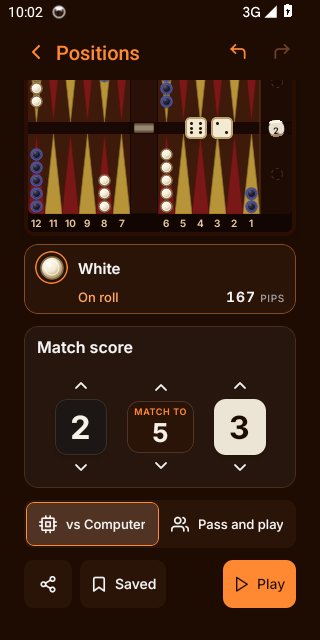 10:02 3G
Positions
2
12 11 10 9 8 7 6 5 4 3 2 1
White
On roll 167 PIPS
Match score
2 MATCH TO 5 3
vs Computer Pass and play
Saved Play